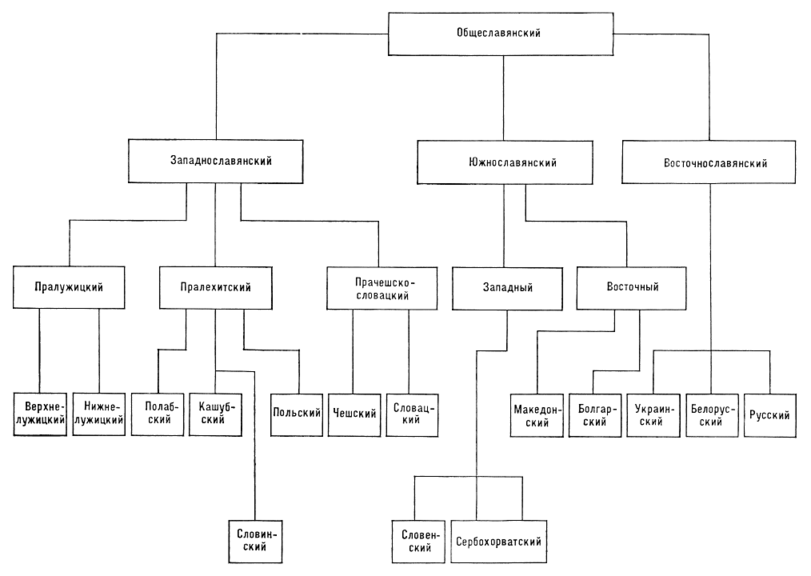 Общеславянский
Западнославянский
Южнославянский
Восточнославянский
Пралужицкий
Пралехитский
Прачешско-
словацкий
Западный
Восточный
Верхне-
лужицкий
Нижне-
лужицкий
Полаб-
ский
Кашуб-
ский
Польский
Чешский
Словац-
кий
Македон-
ский
Болгар-
ский
Украин-
ский
Белорус-
ский
Русский
Словин-
ский
Словен-
ский
Сербохорватский